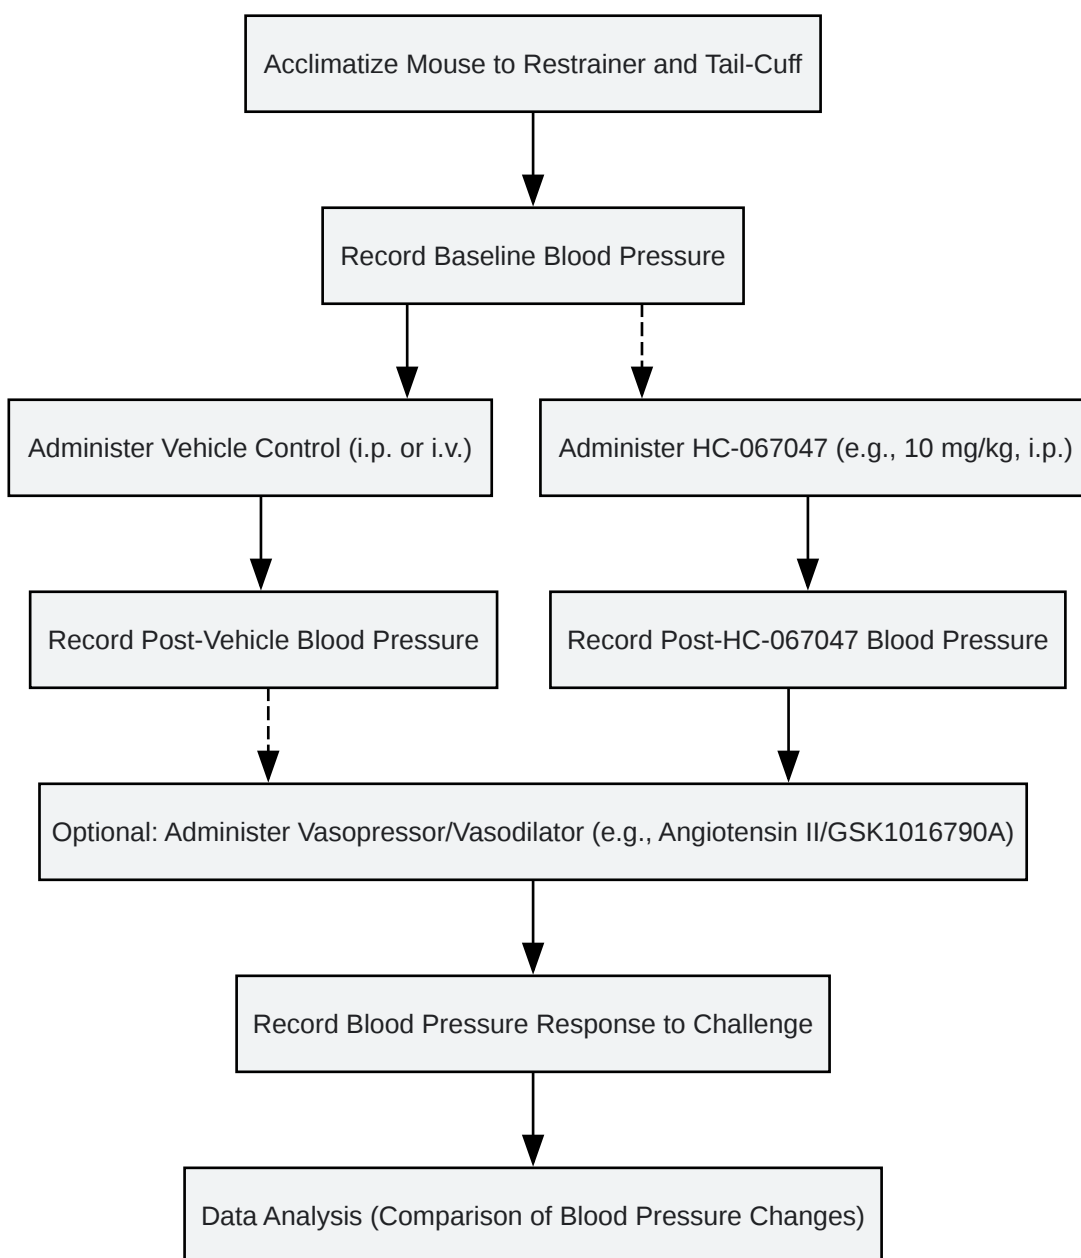 Acclimatize Mouse to Restrainer and Tail-Cuff
Record Baseline Blood Pressure
Administer Vehicle Control (i.p. or i.v.)
Administer HC-067047 (e.g., 10 mg/kg, i.p.)
Record Post-Vehicle Blood Pressure
Record Post-HC-067047 Blood Pressure
Optional: Administer Vasopressor/Vasodilator (e.g., Angiotensin II/GSK1016790A)
Record Blood Pressure Response to Challenge
Data Analysis (Comparison of Blood Pressure Changes)